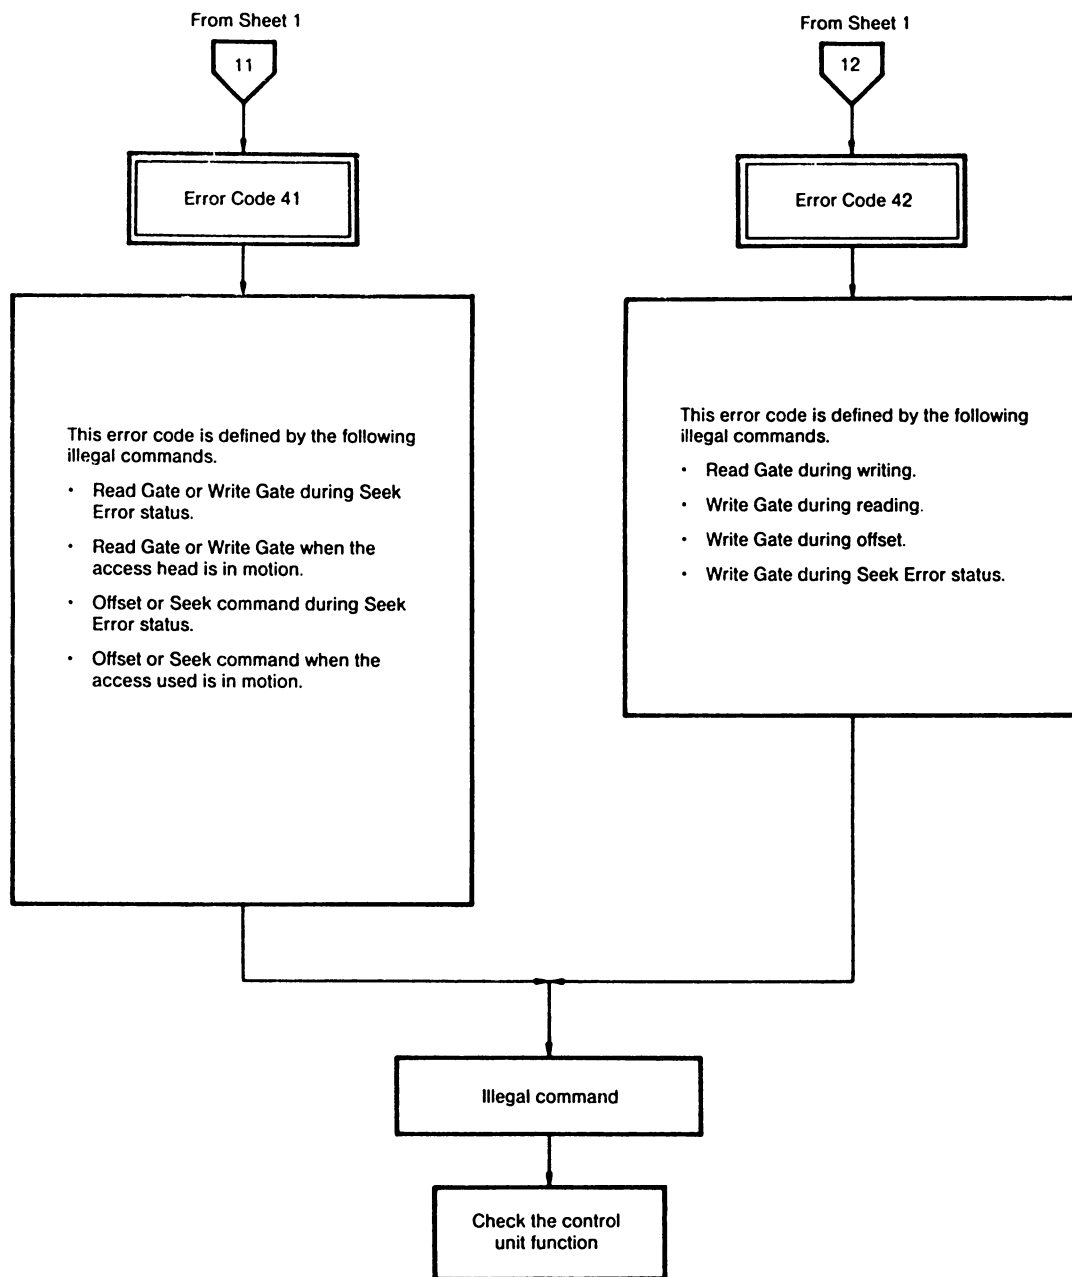 From Sheet 1
11
Error Code 41
This error code is defined by the following
illegal commands.
· Read Gate or Write Gate during Seek
Error status.
· Read Gate or Write Gate when the
access head is in motion.
· Offset or Seek command during Seek
Error status.
· Offset or Seek command when the
access used is in motion.
From Sheet 1
12
Error Code 42
This error code is defined by the following
illegal commands.
· Read Gate during writing.
· Write Gate during reading.
· Write Gate during offset.
· Write Gate during Seek Error status.
Illegal command
Check the control
unit function